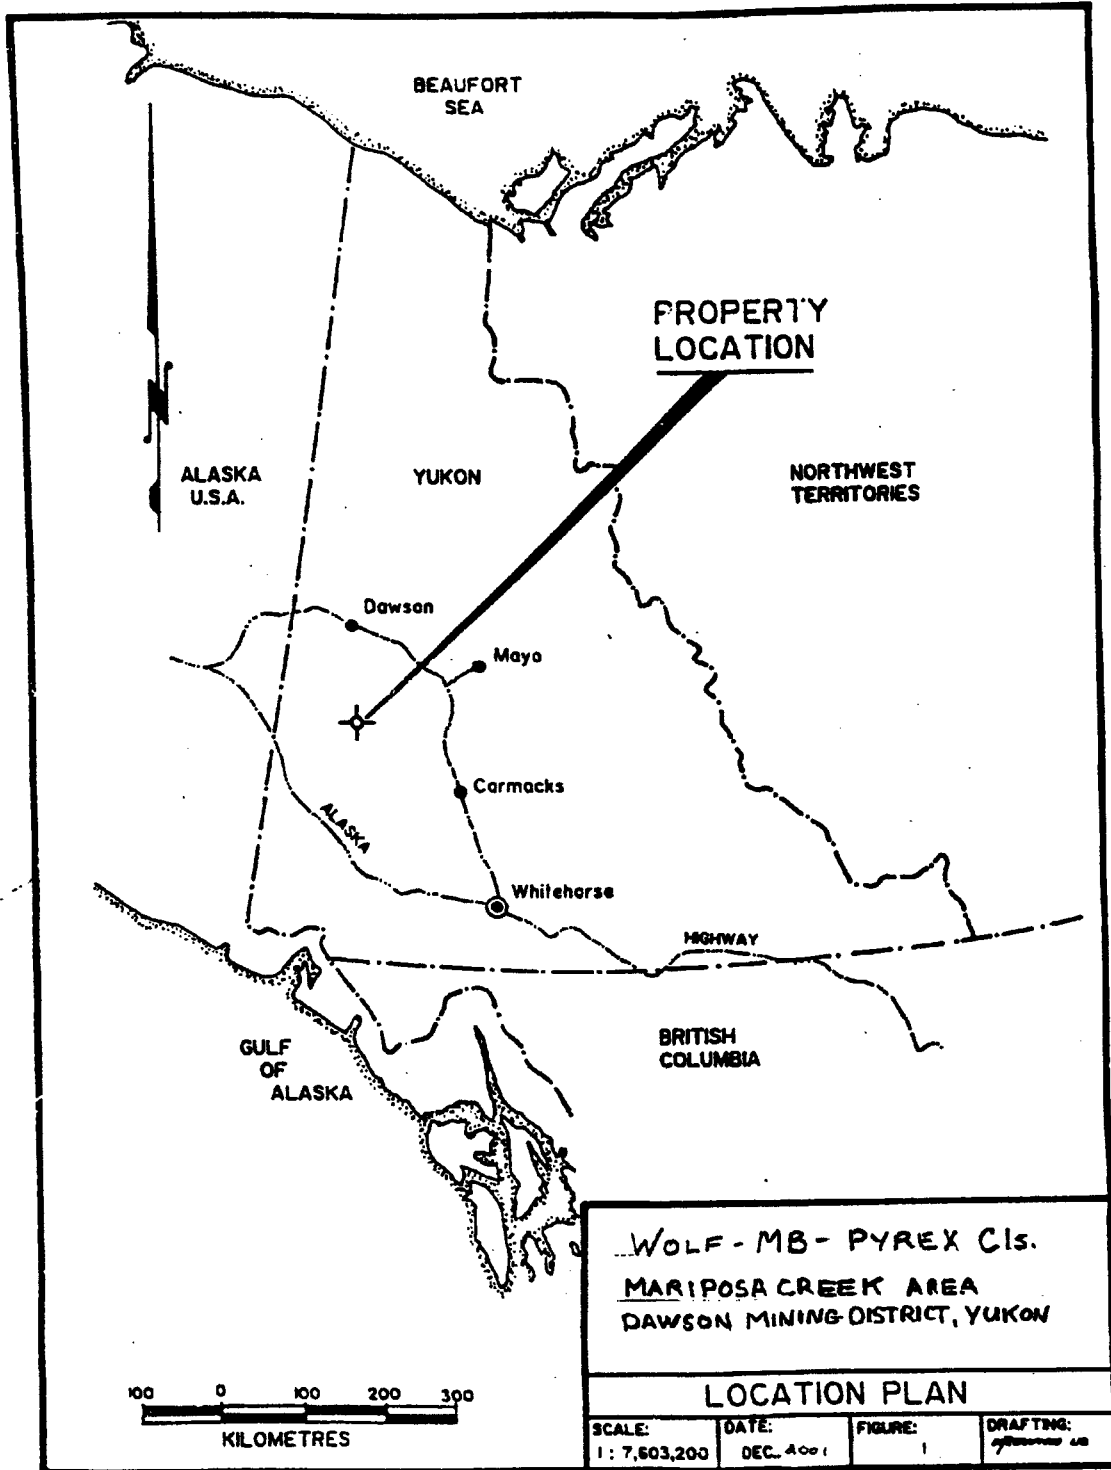 BEAUFORT
SEA
PROPERTY
LOCATION
ALASKA
U.S.A.
YUKON
NORTHWEST
TERRITORIES
Dawson
Mayo
Carmacks
ALASKA
Whitehorse
HIGHWAY
GULF
OF
ALASKA
BRITISH
COLUMBIA
WOLF - MB - PYREX Cls.
MARIPOSA CREEK AREA
DAWSON MINING DISTRICT, YUKON
100 0 100 200 300
KILOMETRES
LOCATION PLAN
SCALE: DATE: FIGURE: DRAFTING:
1 : 7,603,200 DEC. 2001 1